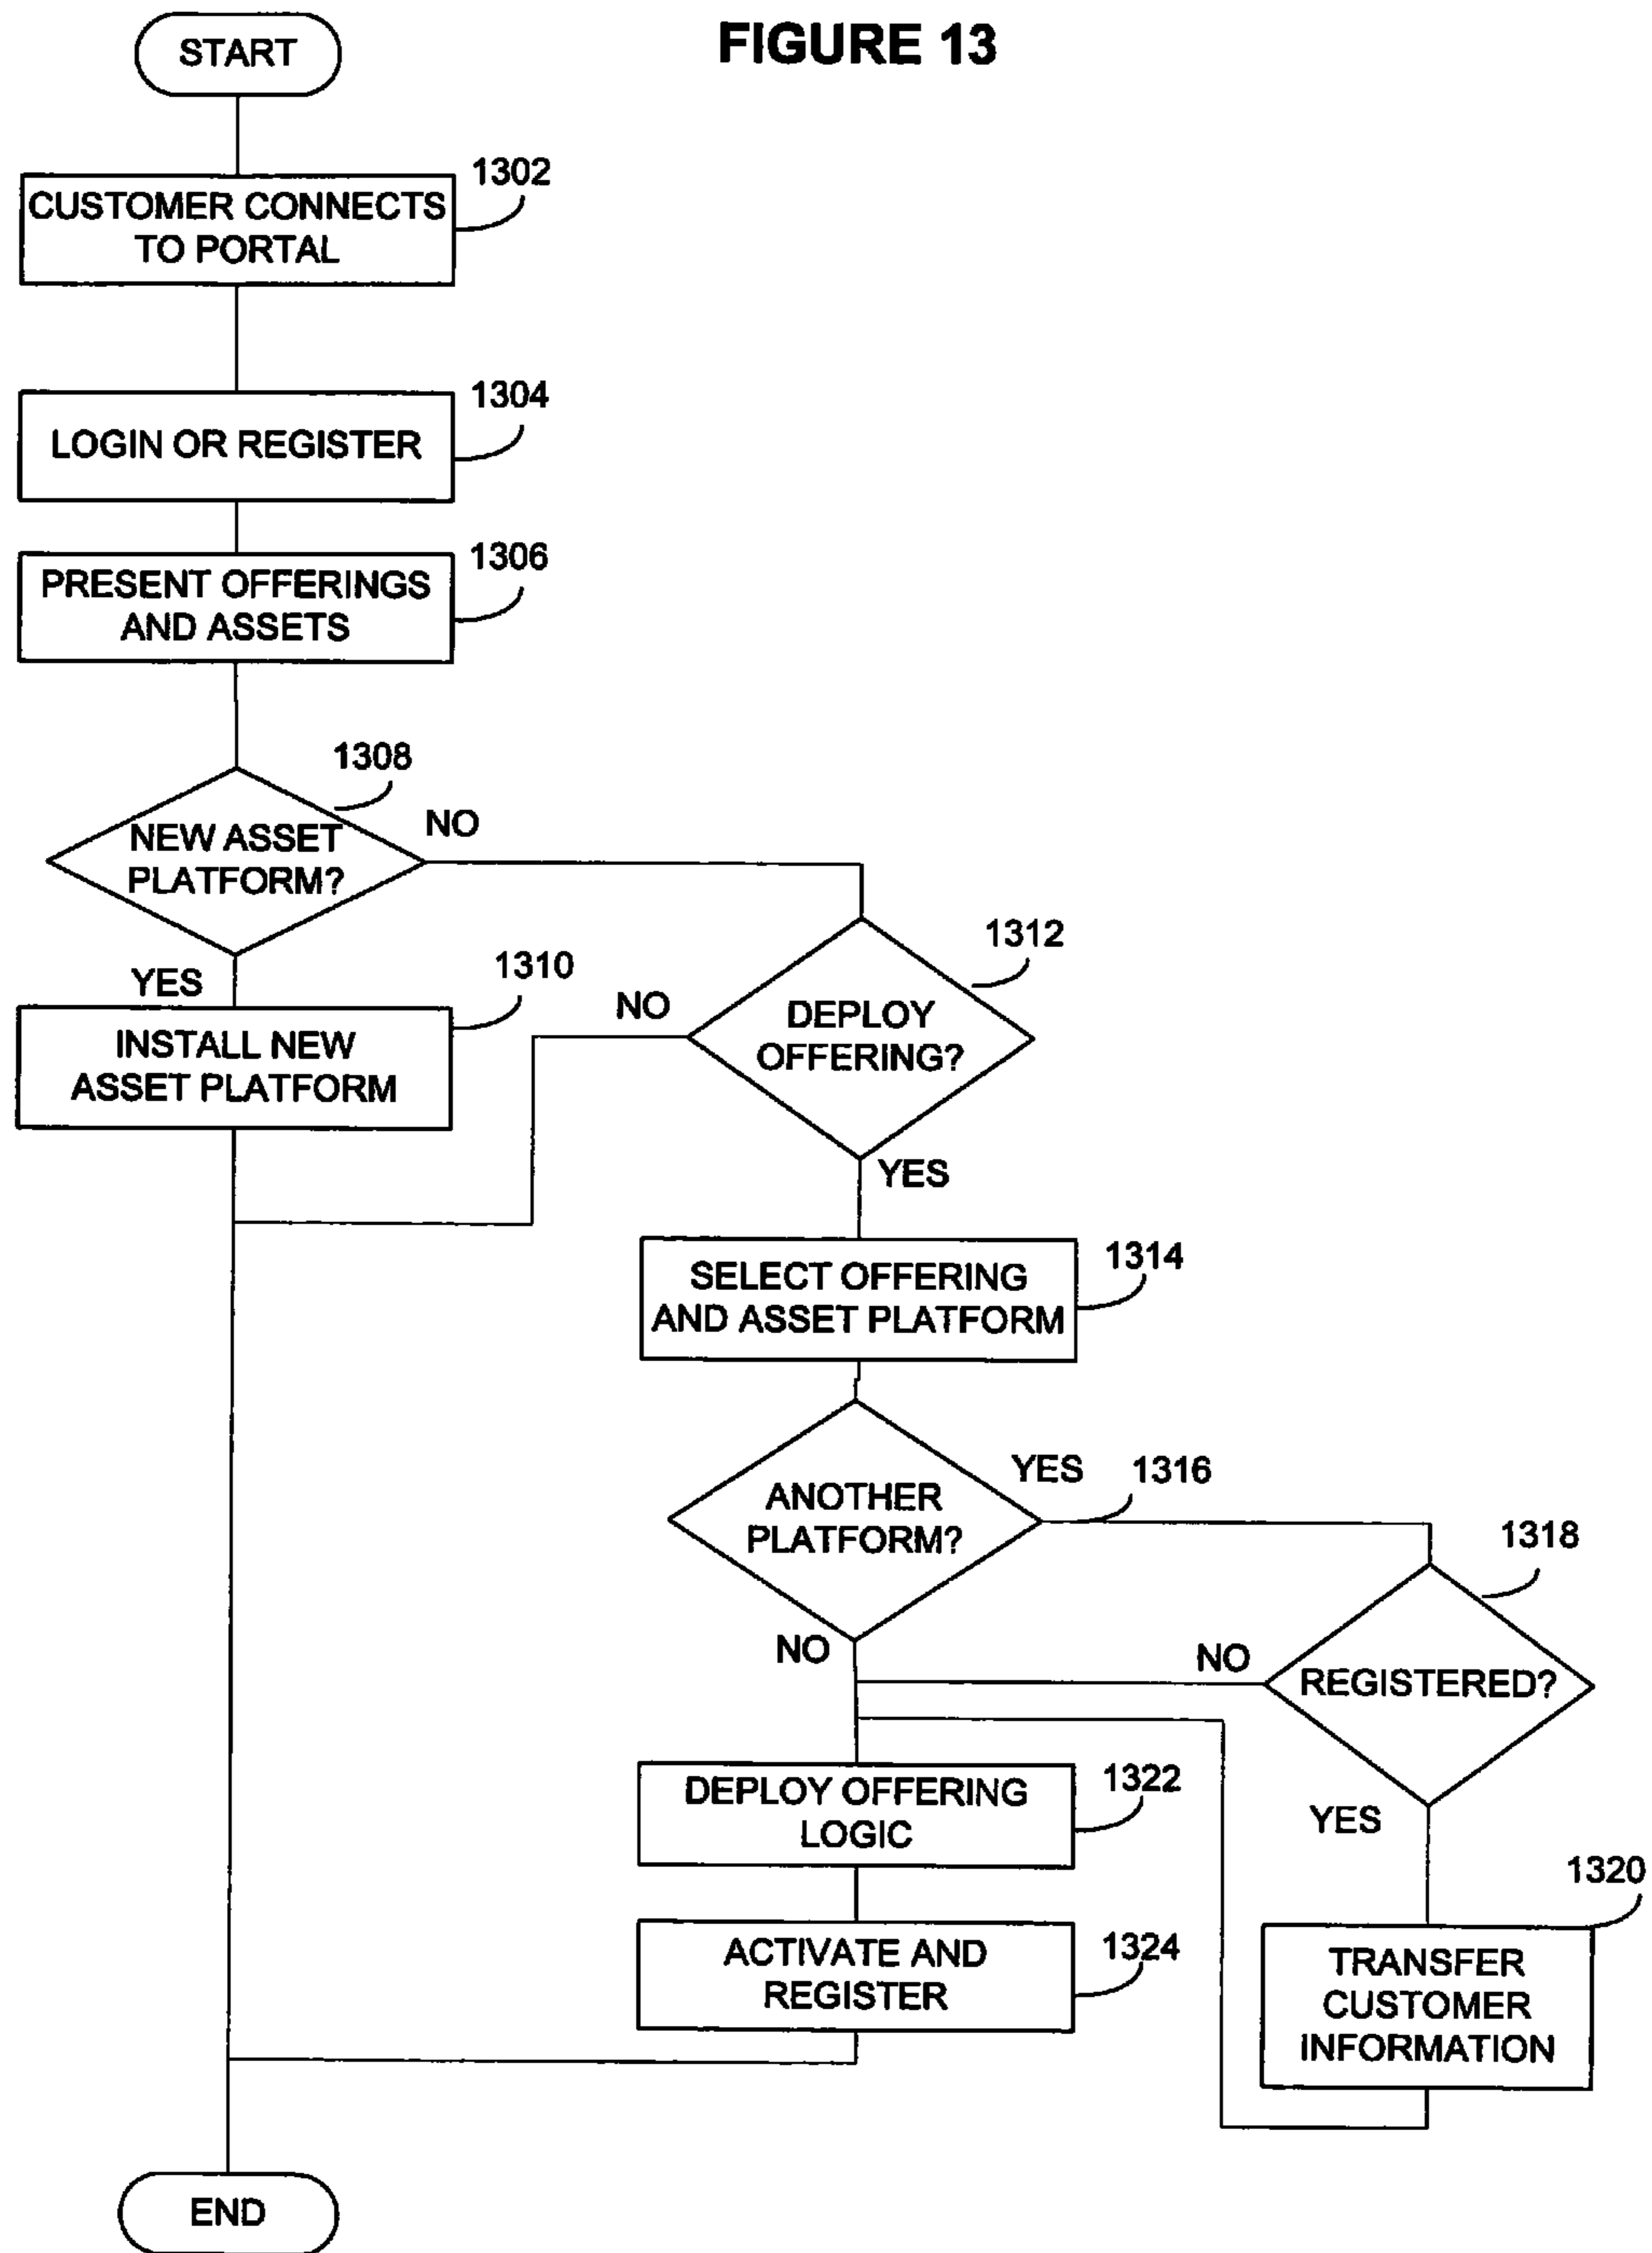 FIGURE 13
START
1302
CUSTOMER CONNECTS
TO PORTAL
1304
LOGIN OR REGISTER
1306
PRESENT OFFERINGS
AND ASSETS
1308
NEW ASSET
PLATFORM?
NO
YES
1310
INSTALL NEW
ASSET PLATFORM
1312
DEPLOY
OFFERING?
NO
YES
1314
SELECT OFFERING
AND ASSET PLATFORM
ANOTHER
PLATFORM?
YES
1316
NO
1318
REGISTERED?
NO
YES
1320
TRANSFER
CUSTOMER
INFORMATION
1322
DEPLOY OFFERING
LOGIC
1324
ACTIVATE AND
REGISTER
END